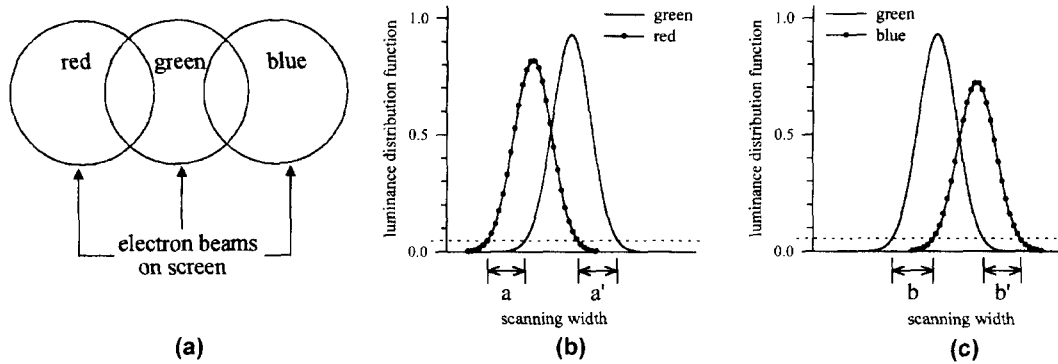 red green blue
electron beams
on screen
(a)
luminance distribution function
1.0
0.5
0.0
green
red
a a'
scanning width
(b)
luminance distribution function
1.0
0.5
0.0
green
blue
b b'
scanning width
(c)